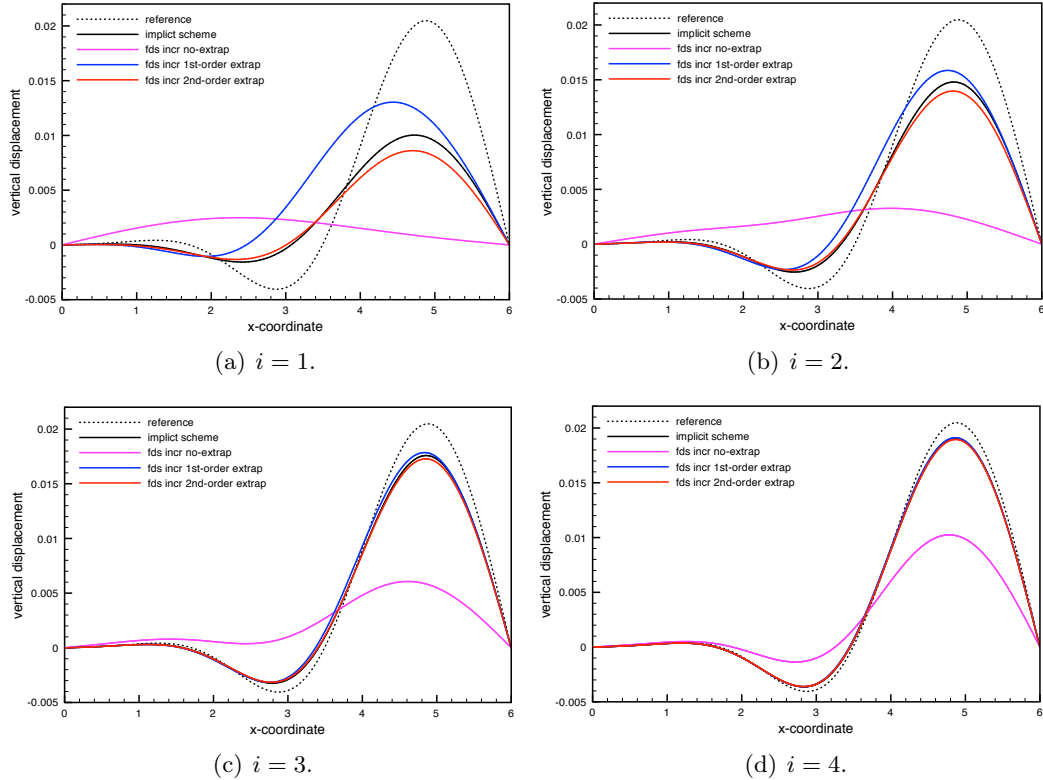 reference
implicit scheme
fds incr no-extrap
fds incr 1st-order extrap
fds incr 2nd-order extrap
vertical displacement
0.02
0.015
0.01
0.005
0
-0.005
0 1 2 3 4 5 6
x-coordinate
(a) i = 1.
reference
implicit scheme
fds incr no-extrap
fds incr 1st-order extrap
fds incr 2nd-order extrap
vertical displacement
0.02
0.015
0.01
0.005
0
-0.005
0 1 2 3 4 5 6
x-coordinate
(b) i = 2.
reference
implict scheme
fds incr no-extrap
fds incr 1st-order extrap
fds incr 2nd-order extrap
vertical displacement
0.02
0.015
0.01
0.005
0
-0.005
0 1 2 3 4 5 6
x-coordinate
(c) i = 3.
reference
implicit scheme
fds incr no-extrap
fds incr 1st-order extrap
fds incr 2nd-order extrap
vertical displacement
0.02
0.015
0.01
0.005
0
-0.005
0 1 2 3 4 5 6
x-coordinate
(d) i = 4.